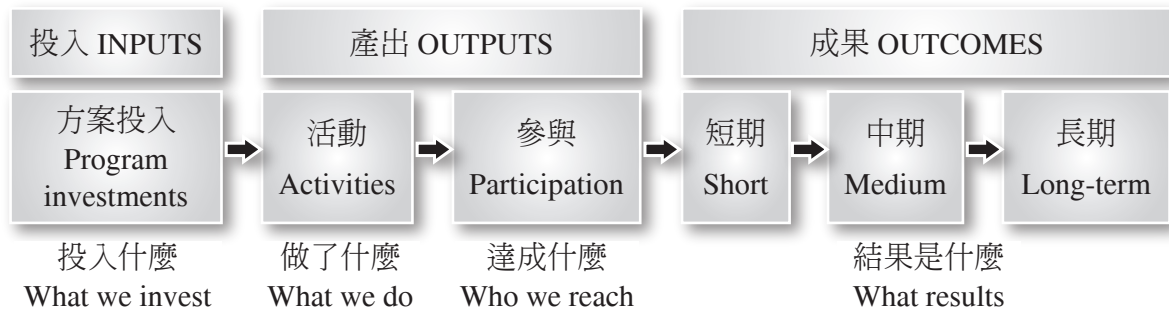 投入 INPUTS
產出 OUTPUTS
成果 OUTCOMES
方案投入
Program
investments
活動
Activities
參與
Participation
短期
Short
中期
Medium
長期
Long-term
投入什麼
What we invest
做了什麼
What we do
達成什麼
Who we reach
結果是什麼
What results